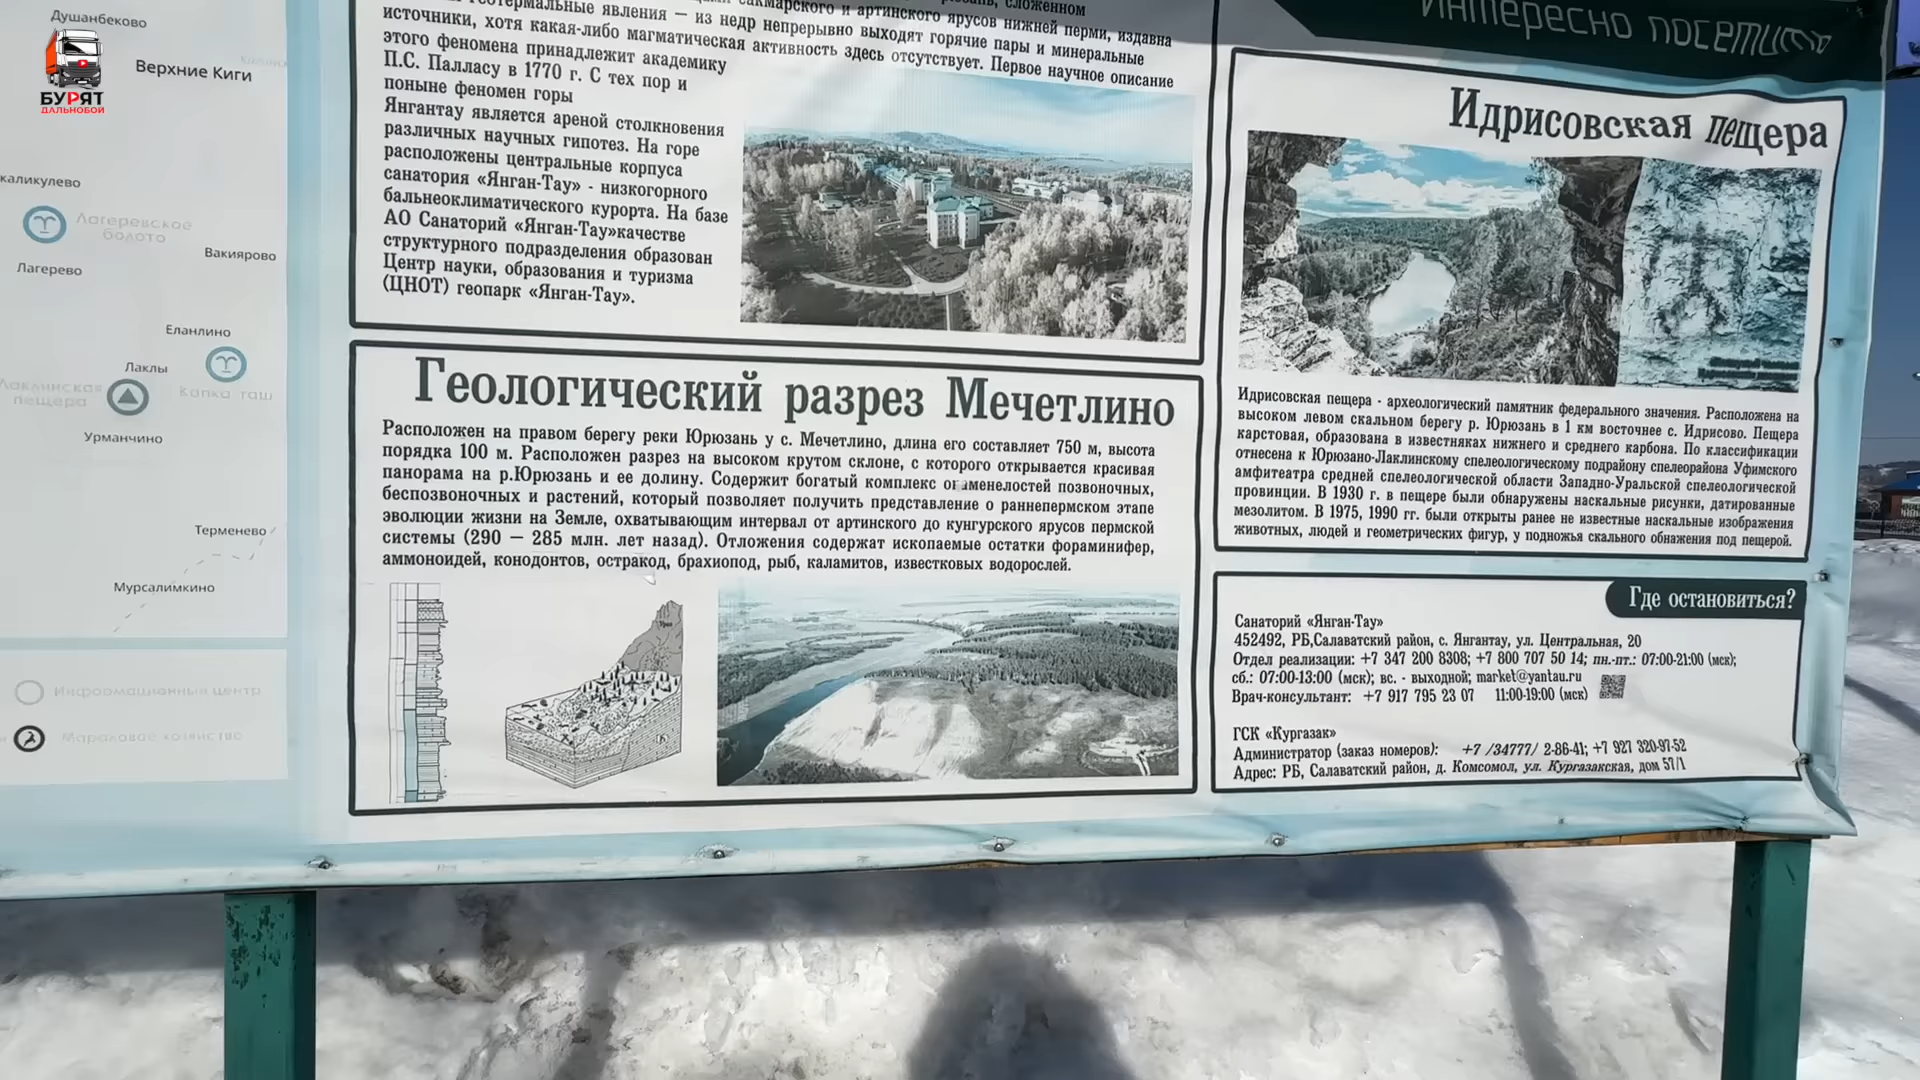 БУРЯТ
ДАЛЬНОБОЙ
Душанбеково
Верхние Киги
каликулево
Лагеревское
болото
Вакиярово
Лагерево
Еланлино
Лаклы
Лаклинская
пещера
Капка таш
Урманчино
Терменево
Мурсалимкино
Информационный центр
Мараловое хозяйство
сакмарского и артинского ярусов нижней перми, издавна
геотермальные явления – из недр непрерывно выходят горячие пары и минеральные
источники, хотя какая-либо магматическая активность здесь отсутствует. Первое научное описание
этого феномена принадлежит академику
П.С. Палласу в 1770 г. С тех пор и
поныне феномен горы
Янгантау является ареной столкновения
различных научных гипотез. На горе
расположены центральные корпуса
санатория «Янган-Тау» - низкогорного
бальнеоклиматического курорта. На базе
АО Санаторий «Янган-Тау»качестве
структурного подразделения образован
Центр науки, образования и туризма
(ЦНОТ) геопарк «Янган-Тау».
Геологический разрез Мечетлино
Расположен на правом берегу реки Юрюзань у с. Мечетлино, длина его составляет 750 м, высота
порядка 100 м. Расположен разрез на высоком крутом склоне, с которого открывается красивая
панорама на р.Юрюзань и ее долину. Содержит богатый комплекс окаменелостей позвоночных,
беспозвоночных и растений, который позволяет получить представление о раннепермском этапе
эволюции жизни на Земле, охватывающим интервал от артинского до кунгурского ярусов пермской
системы (290 – 285 млн. лет назад). Отложения содержат ископаемые остатки фораминифер,
аммоноидей, конодонтов, остракод, брахиопод, рыб, каламитов, известковых водорослей.
Интересно посетить
Идрисовская пещера
Идрисовская пещера - археологический памятник федерального значения. Расположена на
высоком левом скальном берегу р. Юрюзань в 1 км восточнее с. Идрисово. Пещера
карстовая, образована в известняках нижнего и среднего карбона. По классификации
отнесена к Юрюзано-Лаклинскому спелеологическому подрайону спелеорайона Уфимского
амфитеатра средней спелеологической области Западно-Уральской спелеологической
провинции. В 1930 г. в пещере были обнаружены наскальные рисунки, датированные
мезолитом. В 1975, 1990 гг. были открыты ранее не известные наскальные изображения
животных, людей и геометрических фигур, у подножья скального обнажения под пещерой.
Где остановиться?
Санаторий «Янган-Тау»
452492, РБ,Салаватский район, с. Янгантау, ул. Центральная, 20
Отдел реализации: +7 347 200 8308; +7 800 707 50 14; пн.-пт.: 07:00-21:00 (мск);
сб.: 07:00-13:00 (мск); вс. - выходной; market@yantau.ru
Врач-консультант: +7 917 795 23 07 11:00-19:00 (мск)
ГСК «Кургазак»
Администратор (заказ номеров): +7 /34777/ 2-86-41; +7 927 320-97-52
Адрес: РБ, Салаватский район, д. Комсомол, ул. Кургазакская, дом 57/1